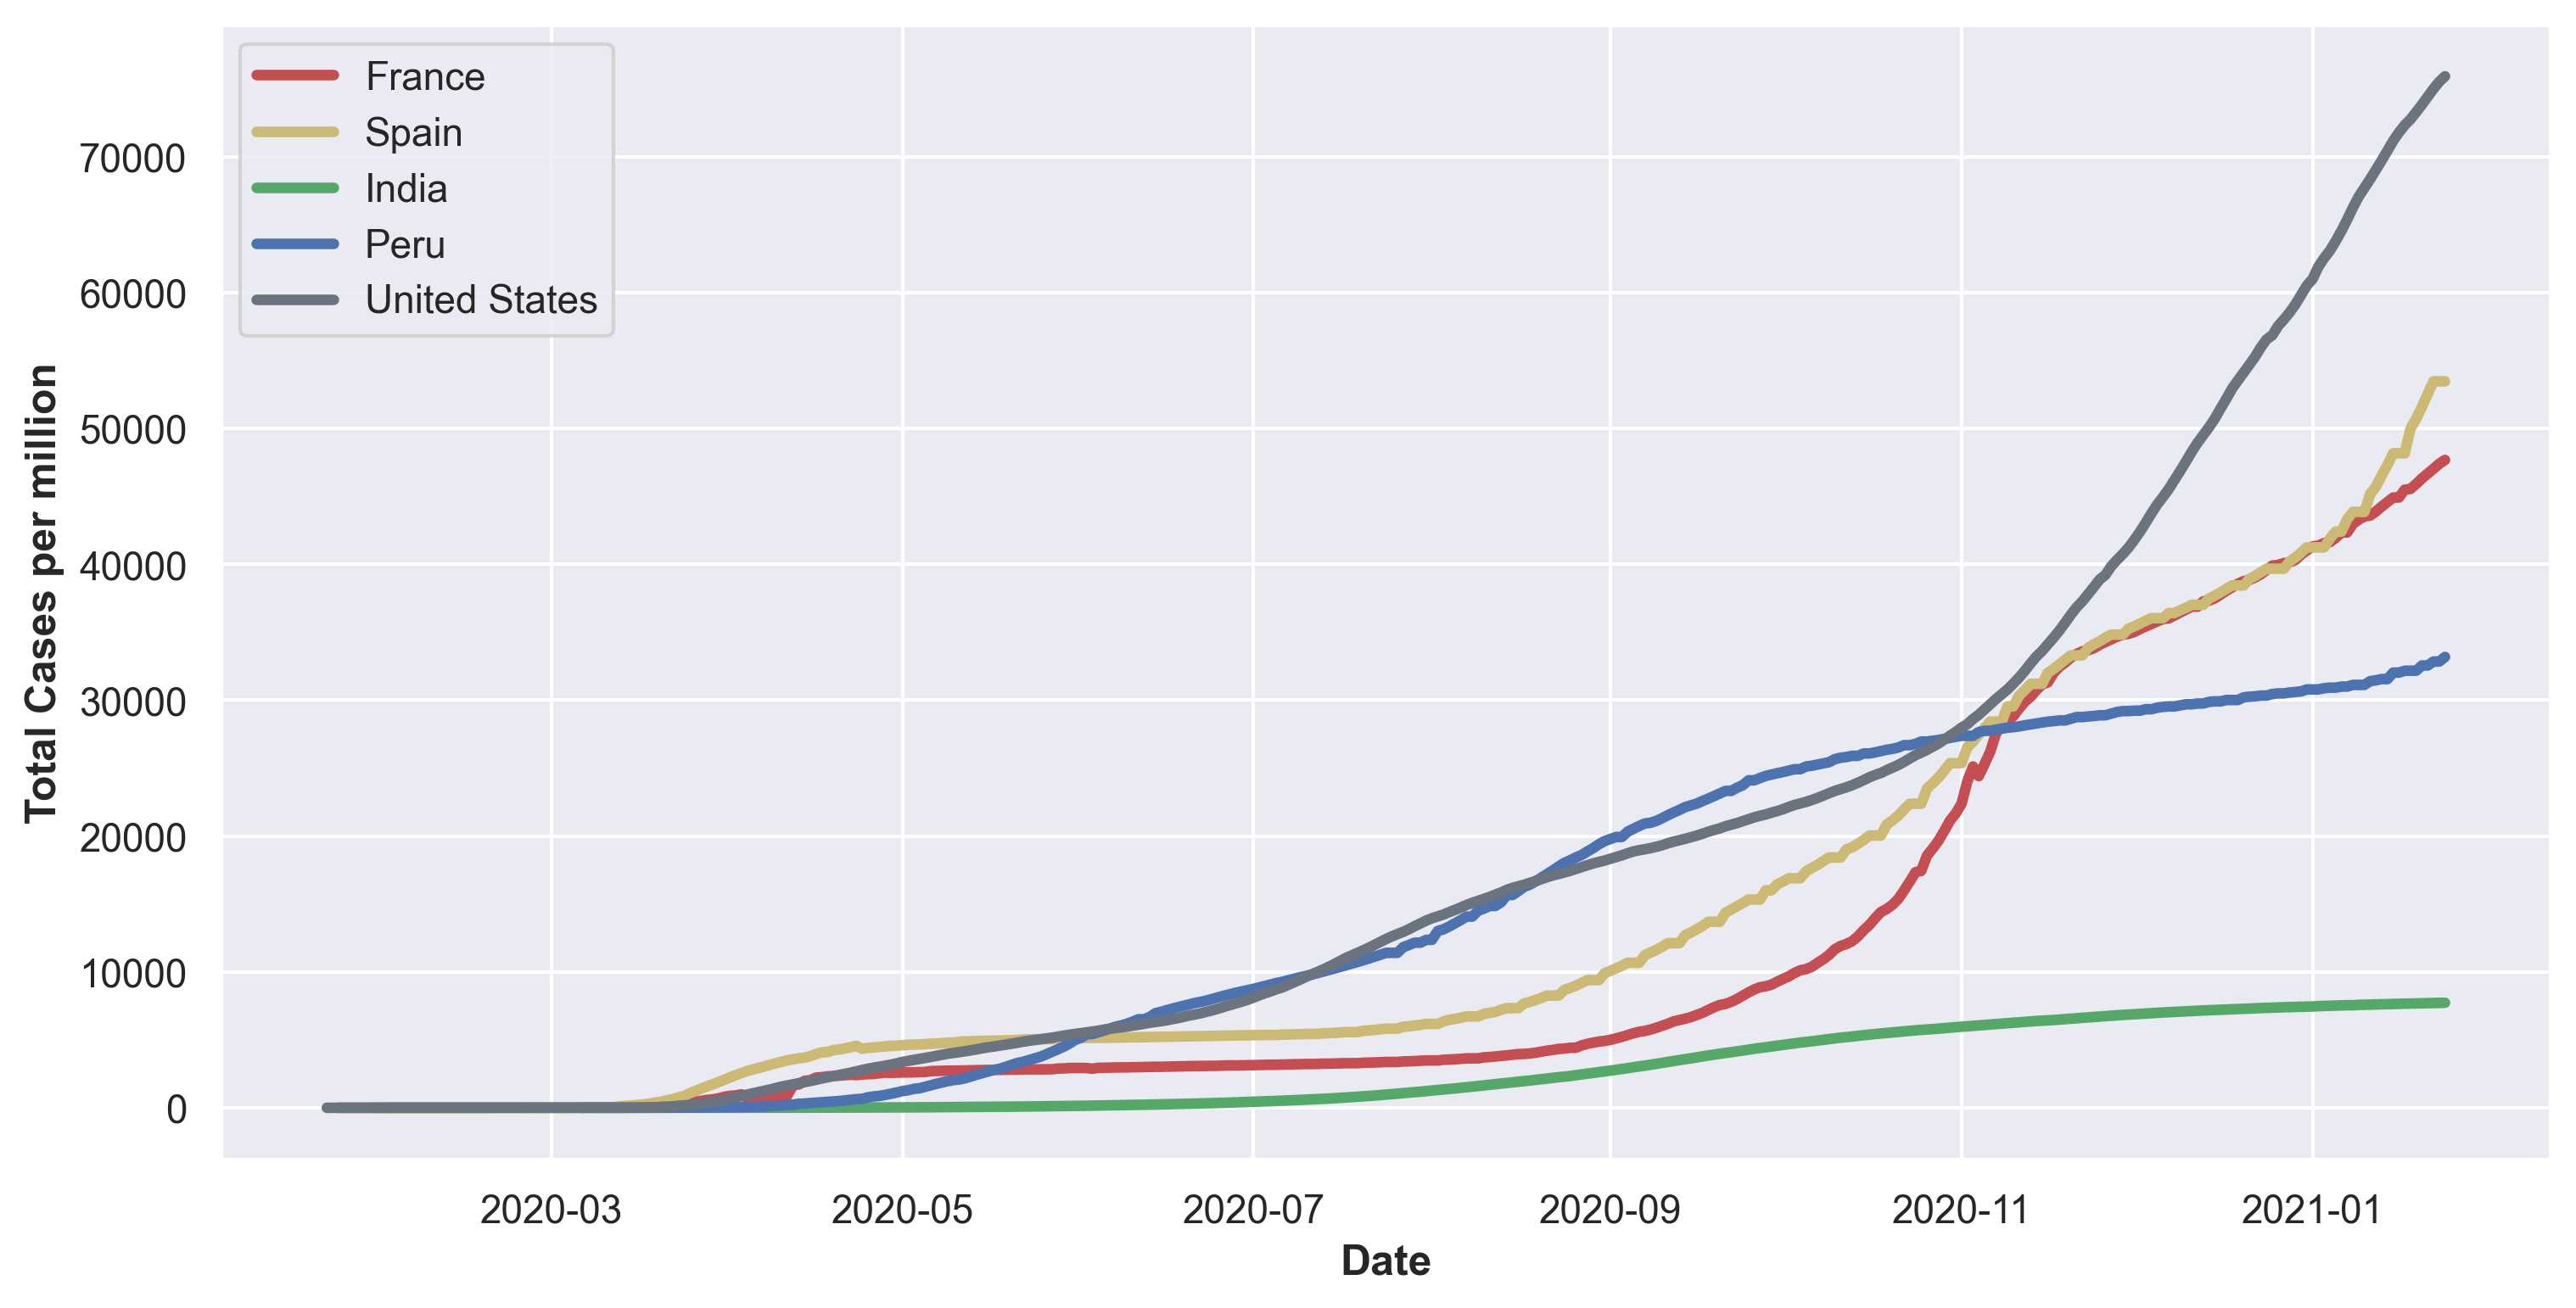 France
Spain
India
Peru
United States
70000
60000
50000
40000
30000
20000
10000
0
Total Cases per million
2020-03 2020-05 2020-07 2020-09 2020-11 2021-01
Date